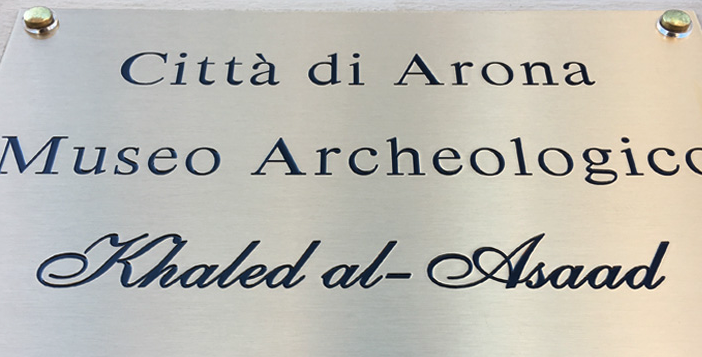 Città di Arona
Museo Archeologico
Khaled al-Asaad